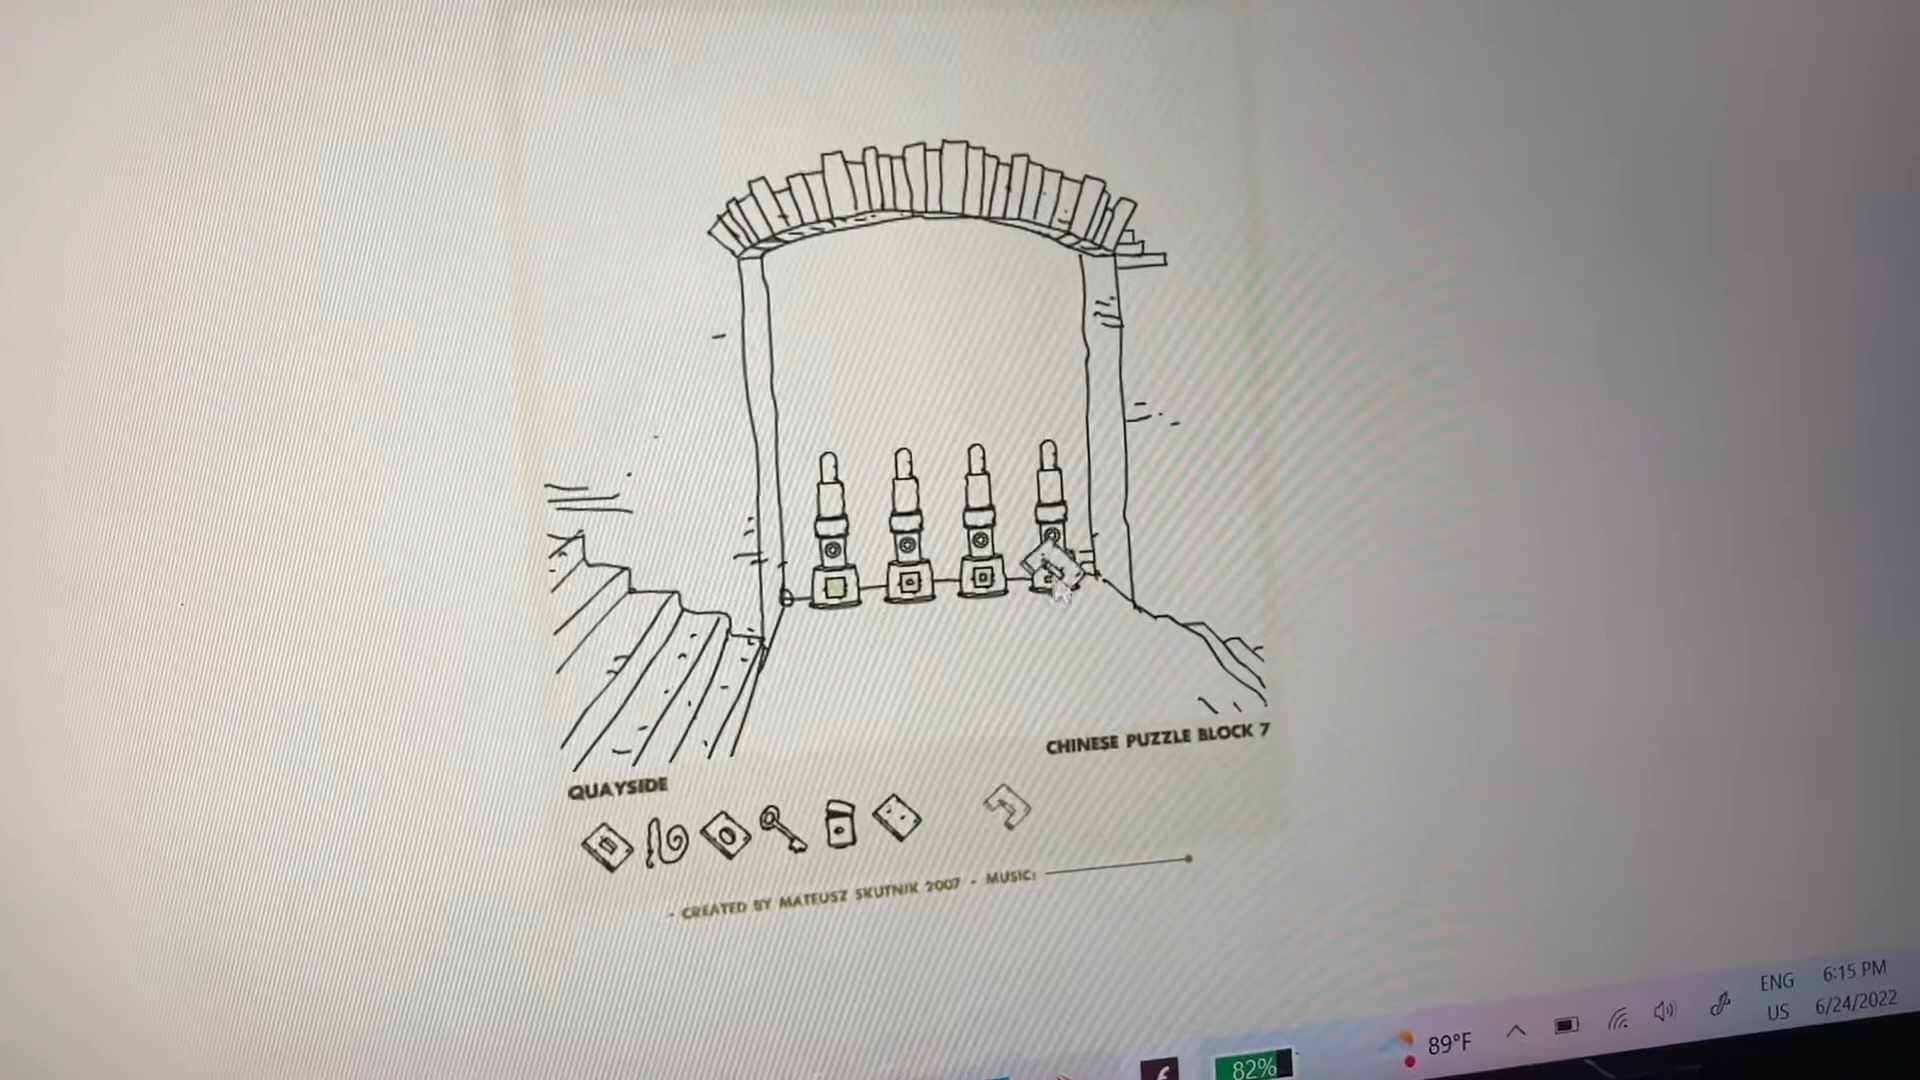 CHINESE PUZZLE BLOCK 7
QUAYSIDE
- CREATED BY MATEUSZ SKUTNIK 2007 - MUSIC:
ENG
US
6:15 PM
6/24/2022
89°F
82%